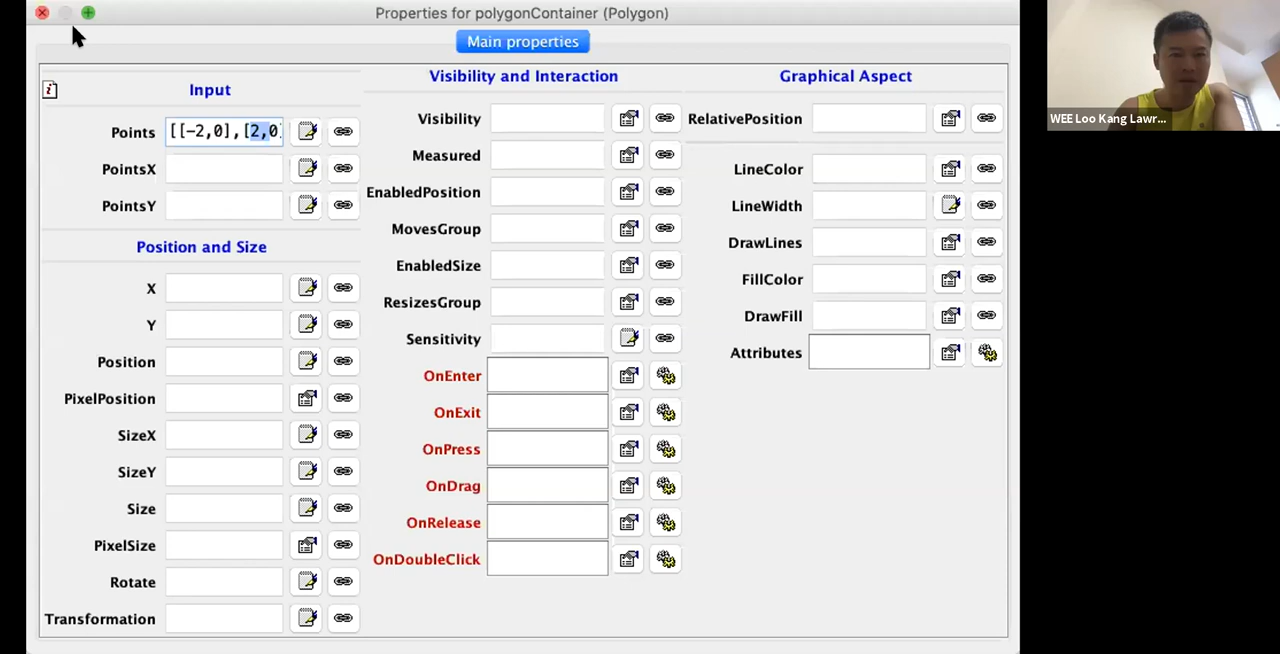 Properties for polygonContainer (Polygon)
Main properties
Input
Points [[-2,0],[2,0]
PointsX
PointsY
Position and Size
X
Y
Position
PixelPosition
SizeX
SizeY
Size
PixelSize
Rotate
Transformation
Visibility and Interaction
Visibility
Measured
EnabledPosition
MovesGroup
EnabledSize
ResizesGroup
Sensitivity
OnEnter
OnExit
OnPress
OnDrag
OnRelease
OnDoubleClick
Graphical Aspect
RelativePosition
LineColor
LineWidth
DrawLines
FillColor
DrawFill
Attributes
WEE Loo Kang Lawr...